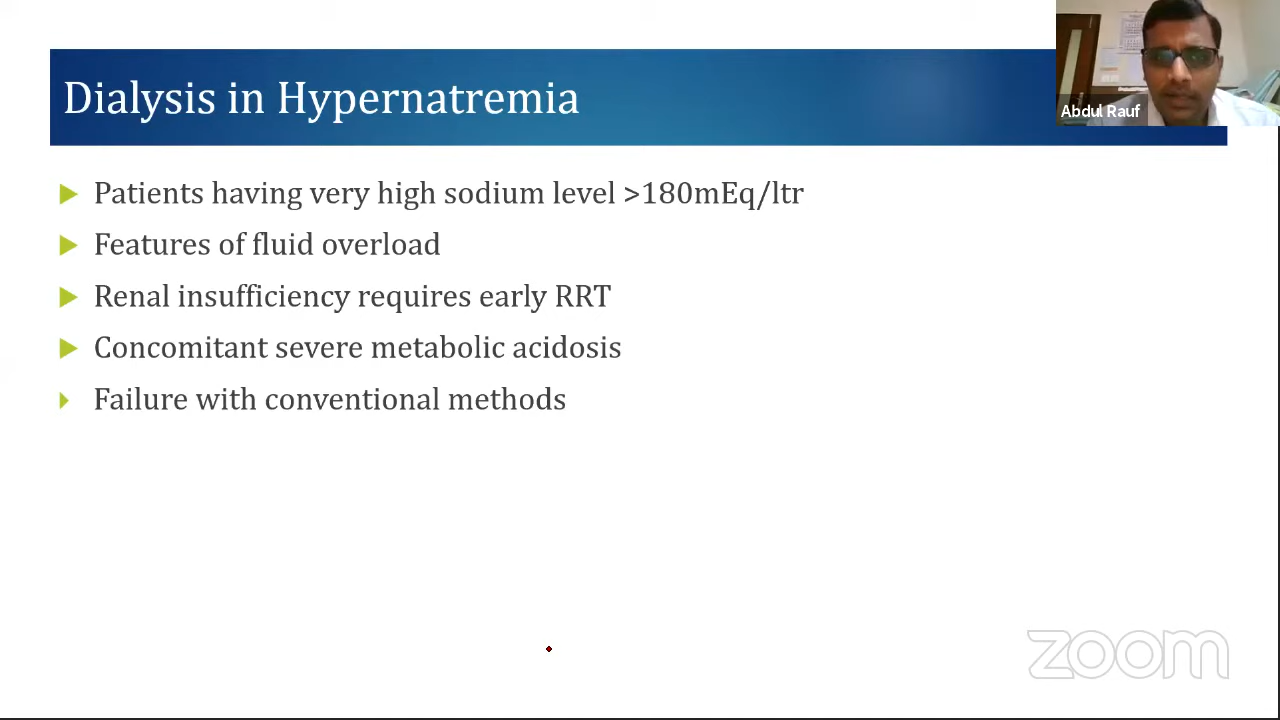 Dialysis in Hypernatremia
Abdul Rauf
Patients having very high sodium level >180mEq/ltr
Features of fluid overload
Renal insufficiency requires early RRT
Concomitant severe metabolic acidosis
Failure with conventional methods
zoom